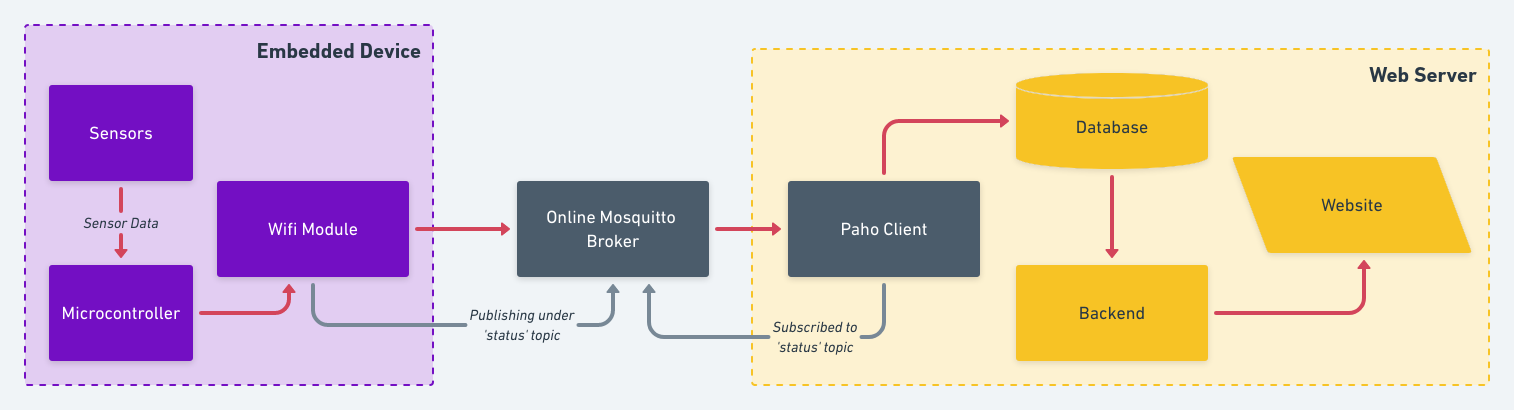 Embedded Device
Web Server
Sensors
Sensor Data
Microcontroller
Wifi Module
Publishing under
'status' topic
Online Mosquitto
Broker
Subscribed to
'status' topic
Paho Client
Database
Backend
Website